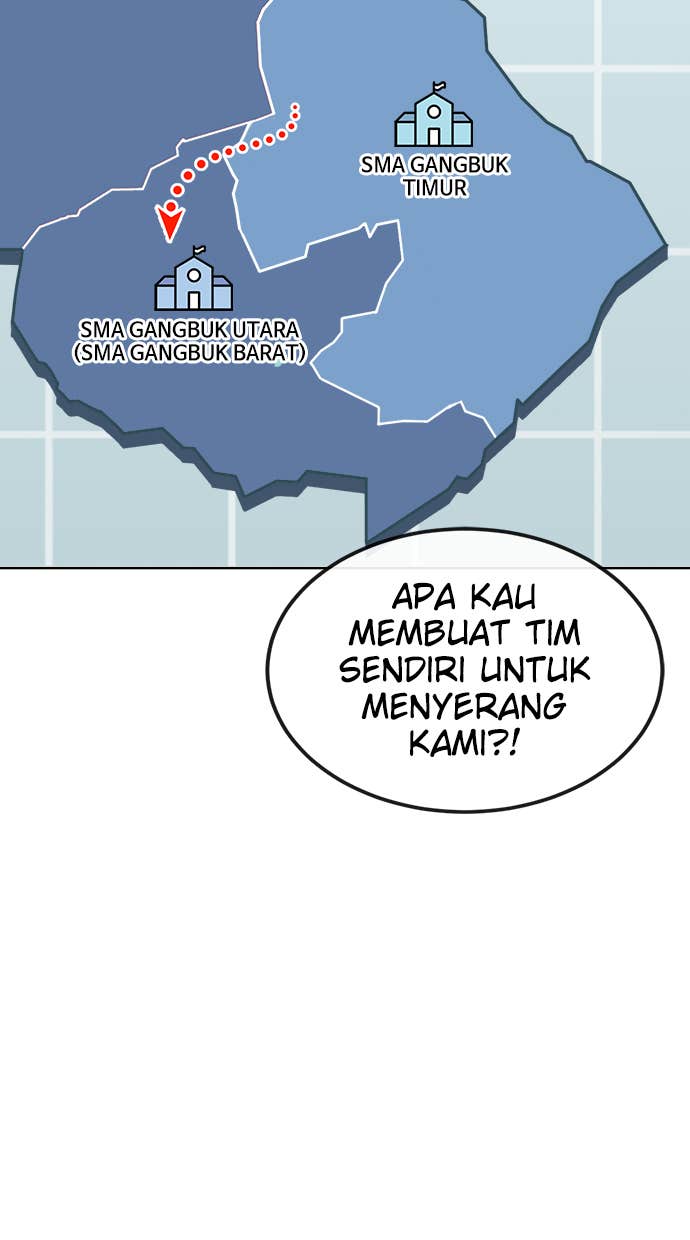 SMA GANGBUK
TIMUR
SMA GANGBUK UTARA
(SMA GANGBUK BARAT)
APA KAU
MEMBUAT TIM
SENDIRI UNTUK
MENYERANG
KAMI?!